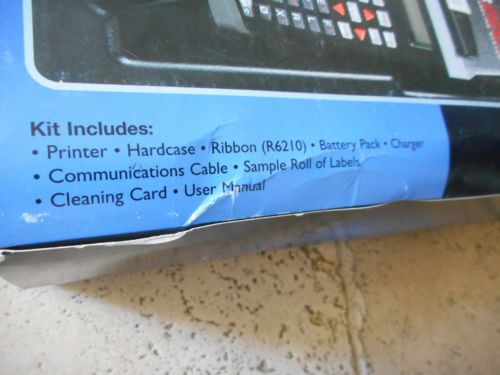 Kit Includes:
• Printer • Hardcase • Ribbon (R6210) • Battery Pack • Charger
• Communications Cable • Sample Roll of Labels
• Cleaning Card • User Manual